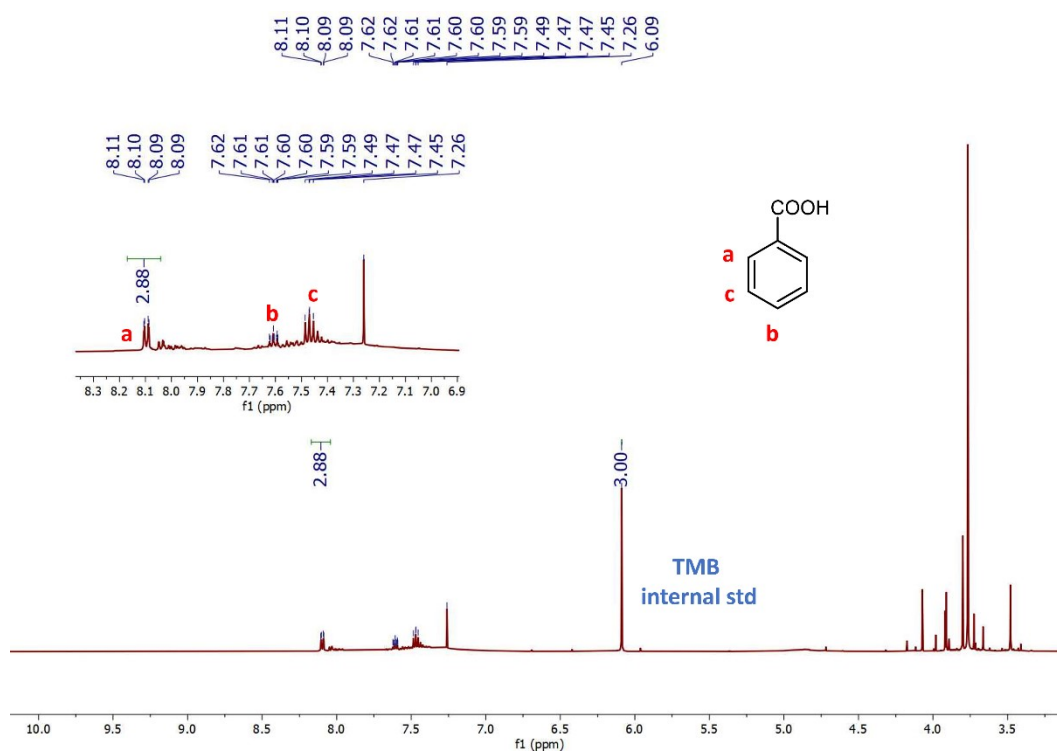 8.11 8.10 8.09 8.09 7.62 7.62 7.61 7.61 7.60 7.60 7.59 7.59 7.49 7.47 7.47 7.45 7.26 6.09
8.11 8.10 8.09 8.09 7.62 7.61 7.61 7.60 7.60 7.59 7.59 7.49 7.47 7.47 7.45 7.26
COOH
a
c
b
2.88
a
b
c
8.3 8.2 8.1 8.0 7.9 7.8 7.7 7.6 7.5 7.4 7.3 7.2 7.1 7.0 6.9
f1 (ppm)
2.88
3.00
TMB
internal std
10.0 9.5 9.0 8.5 8.0 7.5 7.0 6.5 6.0 5.5 5.0 4.5 4.0 3.5
f1 (ppm)